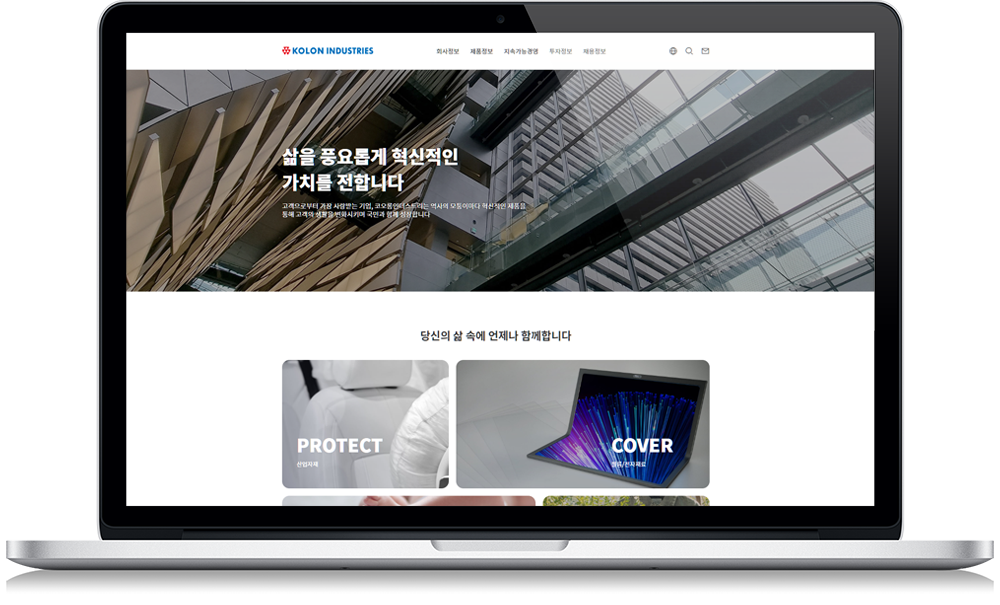 KOLON INDUSTRIES
회사정보 제품정보 지속가능경영 투자정보 채용정보
삶을 풍요롭게 혁신적인
가치를 전합니다
고객으로부터 가장 사랑받는 기업, 코오롱인더스트리는 역사의 모퉁이마다 혁신적인 제품을
통해 고객의 생활을 변화시키며 국민과 함께 성장합니다
당신의 삶 속에 언제나 함께합니다
PROTECT
산업자재
COVER
필름/전자재료